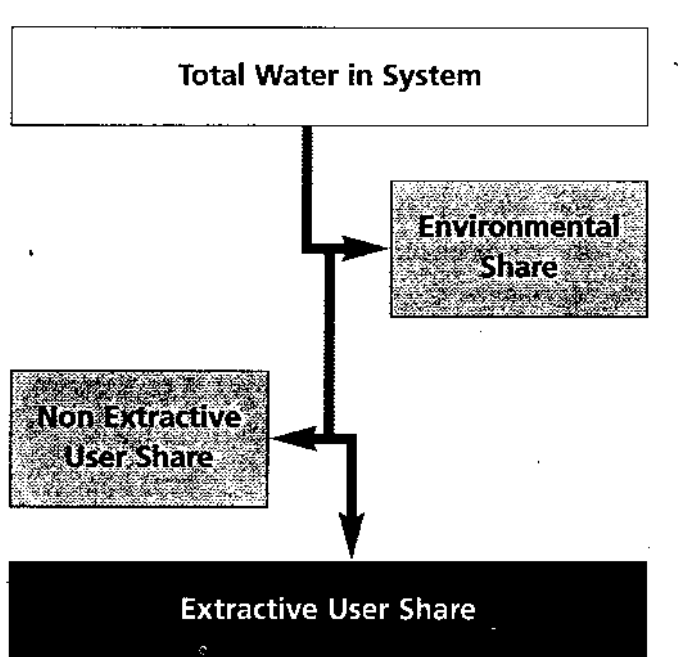 Total Water in System
Environmental
Share
Non Extractive
User Share
Extractive User Share